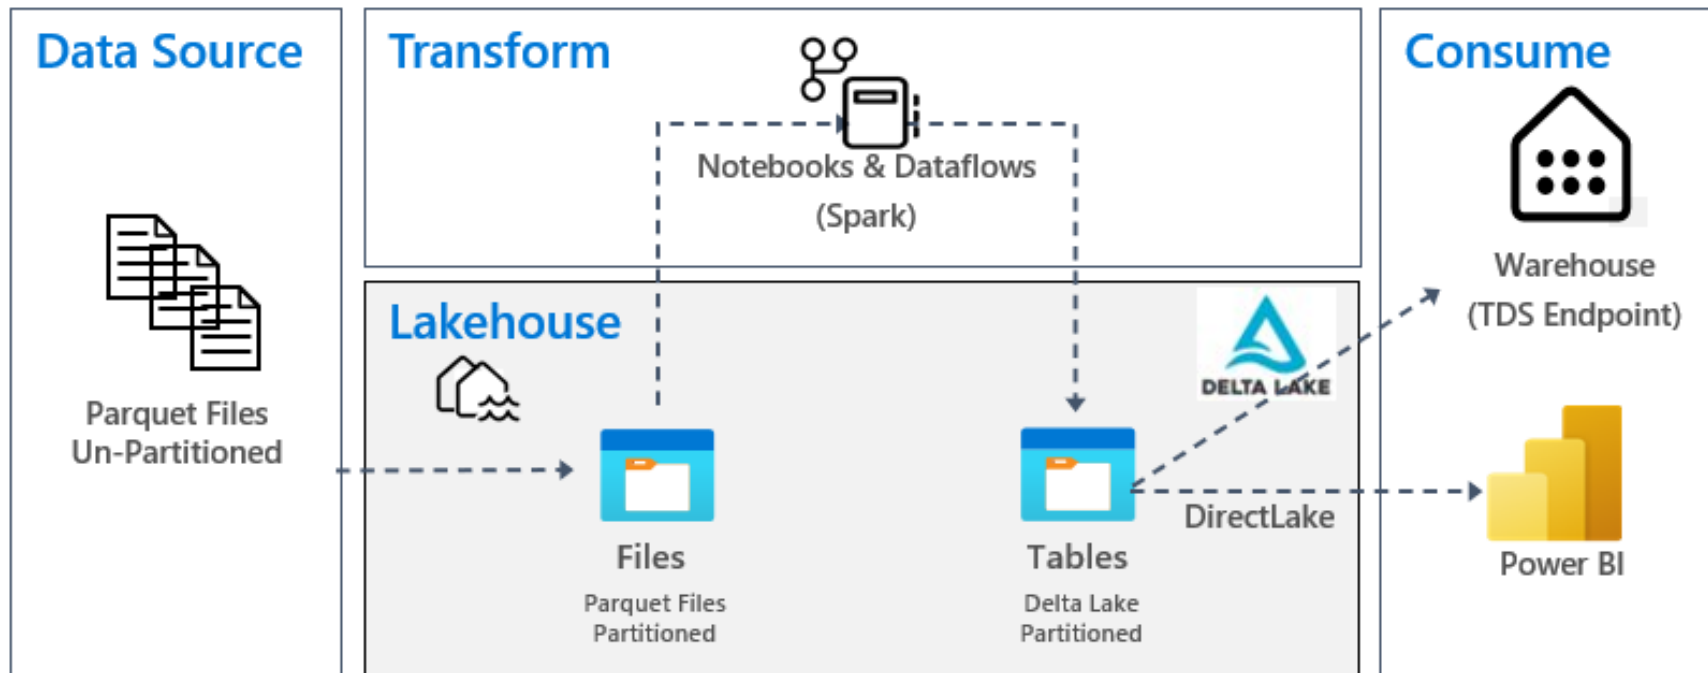 Data Source
Parquet Files
Un-Partitioned
Transform
Notebooks & Dataflows
(Spark)
Lakehouse
DELTA LAKE
Files
Parquet Files
Partitioned
Tables
Delta Lake
Partitioned
DirectLake
Consume
Warehouse
(TDS Endpoint)
Power BI